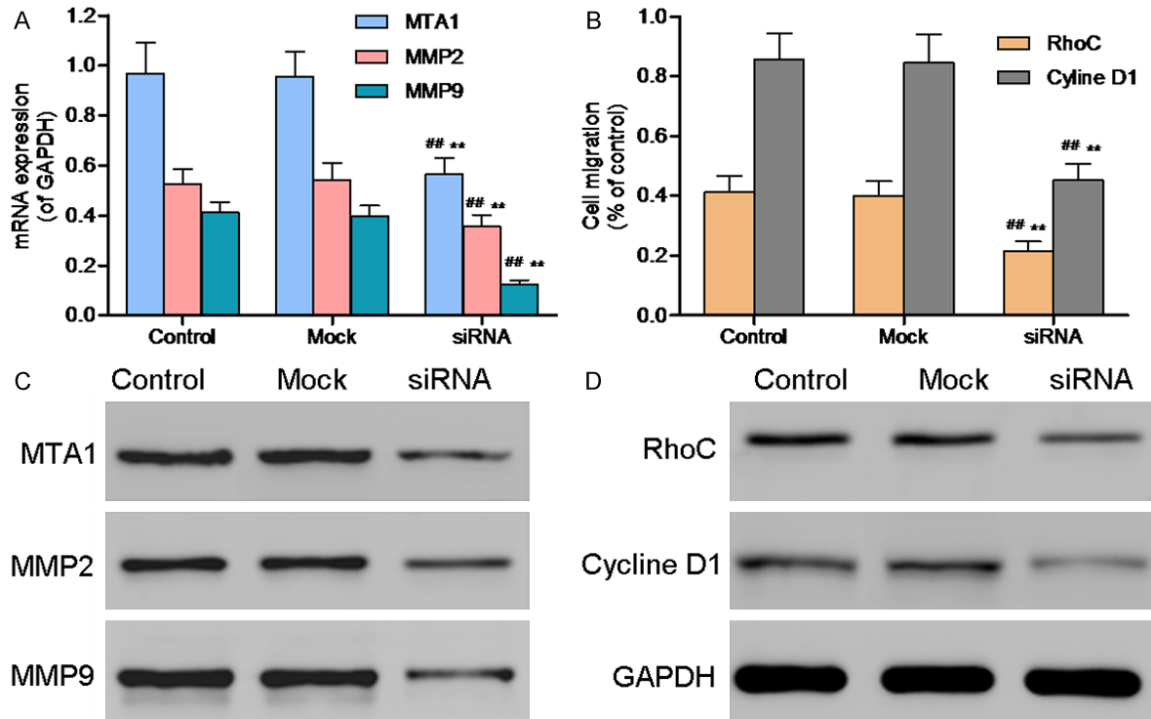 A
1.2
1.0
0.8
0.6
0.4
0.2
0.0
mRNA expression
(of GAPDH)
MTA1
MMP2
MMP9
## **
## **
## **
Control Mock siRNA
B
1.0
0.8
0.6
0.4
0.2
0.0
Cell migration
(% of control)
RhoC
Cyline D1
## **
## **
Control Mock siRNA
C
Control Mock siRNA
MTA1
MMP2
MMP9
D
Control Mock siRNA
RhoC
Cycline D1
GAPDH